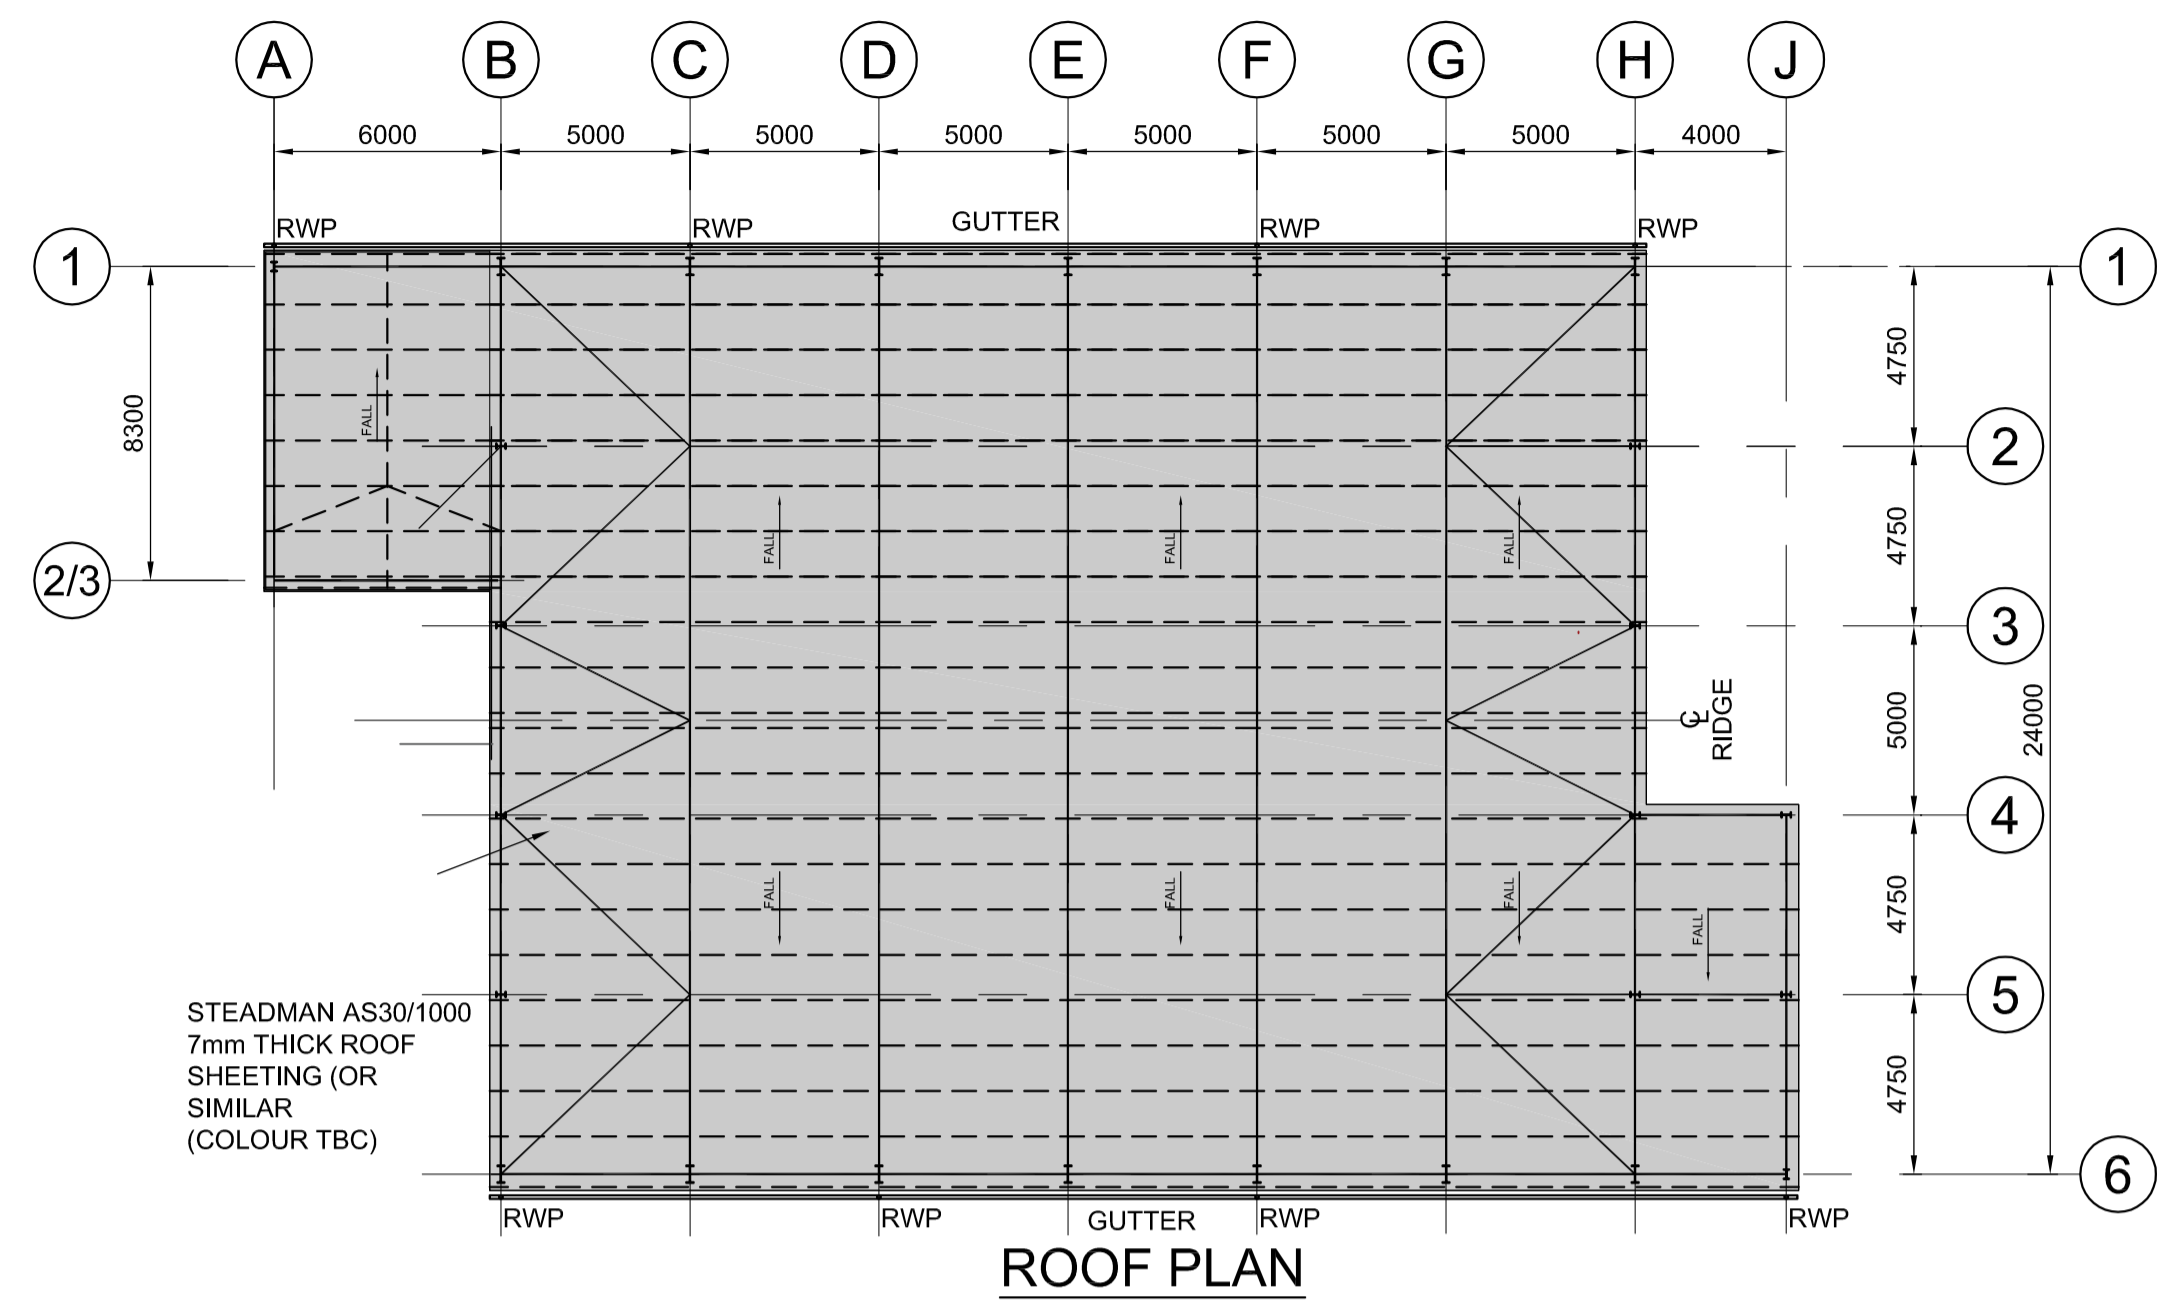 A B C D E F G H J
6000 5000 5000 5000 5000 5000 5000 4000
RWP RWP GUTTER RWP RWP
1 1
4750
8300
FALL
2
4750
FALL FALL FALL
2/3
3
℄
RIDGE
5000
24000
4
4750
FALL FALL FALL FALL
5
STEADMAN AS30/1000
7mm THICK ROOF
SHEETING (OR
SIMILAR
(COLOUR TBC)
4750
6
RWP RWP GUTTER RWP RWP
ROOF PLAN